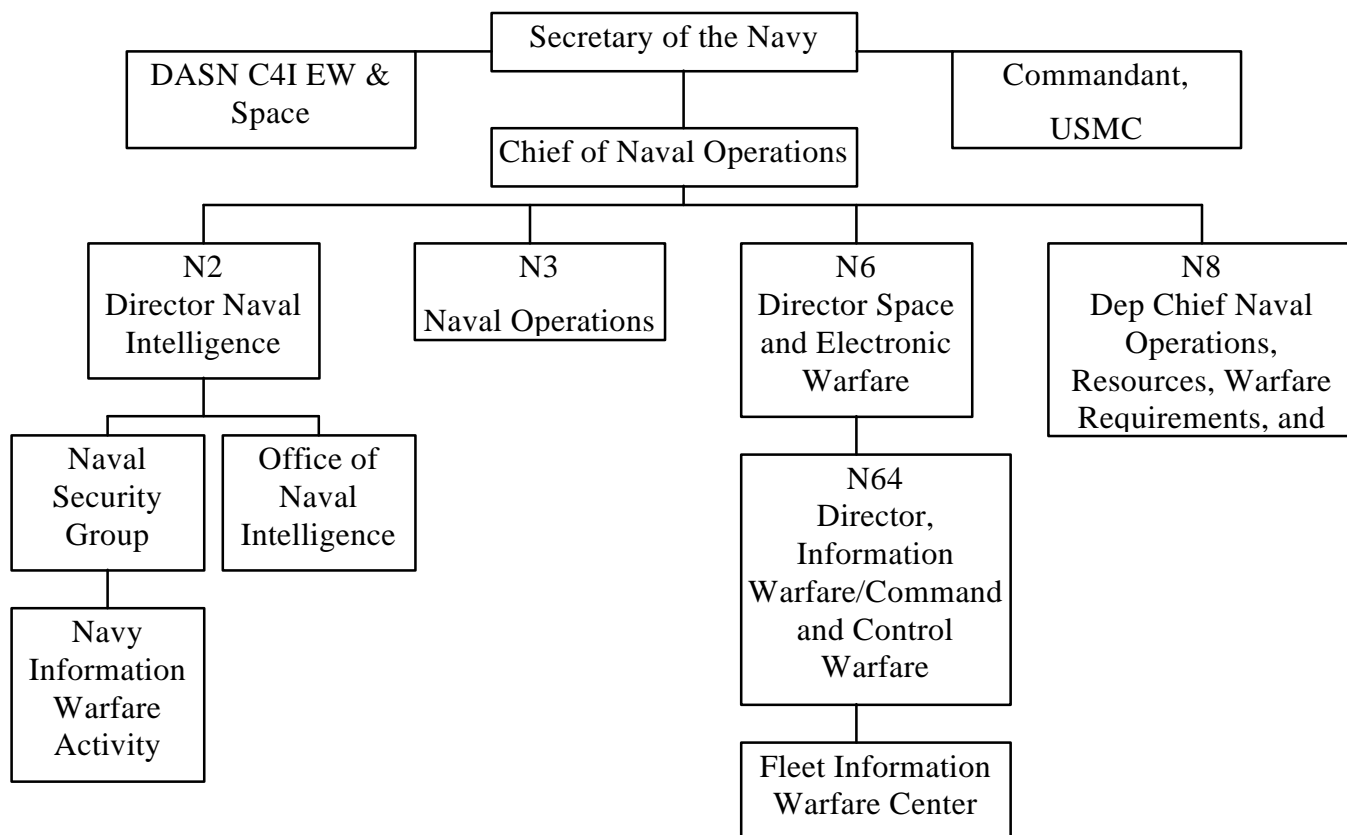 Secretary of the Navy
DASN C4I EW &
Space
Commandant,
USMC
Chief of Naval Operations
N2
Director Naval
Intelligence
N3
Naval Operations
N6
Director Space
and Electronic
Warfare
N8
Dep Chief Naval
Operations,
Resources, Warfare
Requirements, and
Naval
Security
Group
Office of
Naval
Intelligence
N64
Director,
Information
Warfare/Command
and Control
Warfare
Navy
Information
Warfare
Activity
Fleet Information
Warfare Center